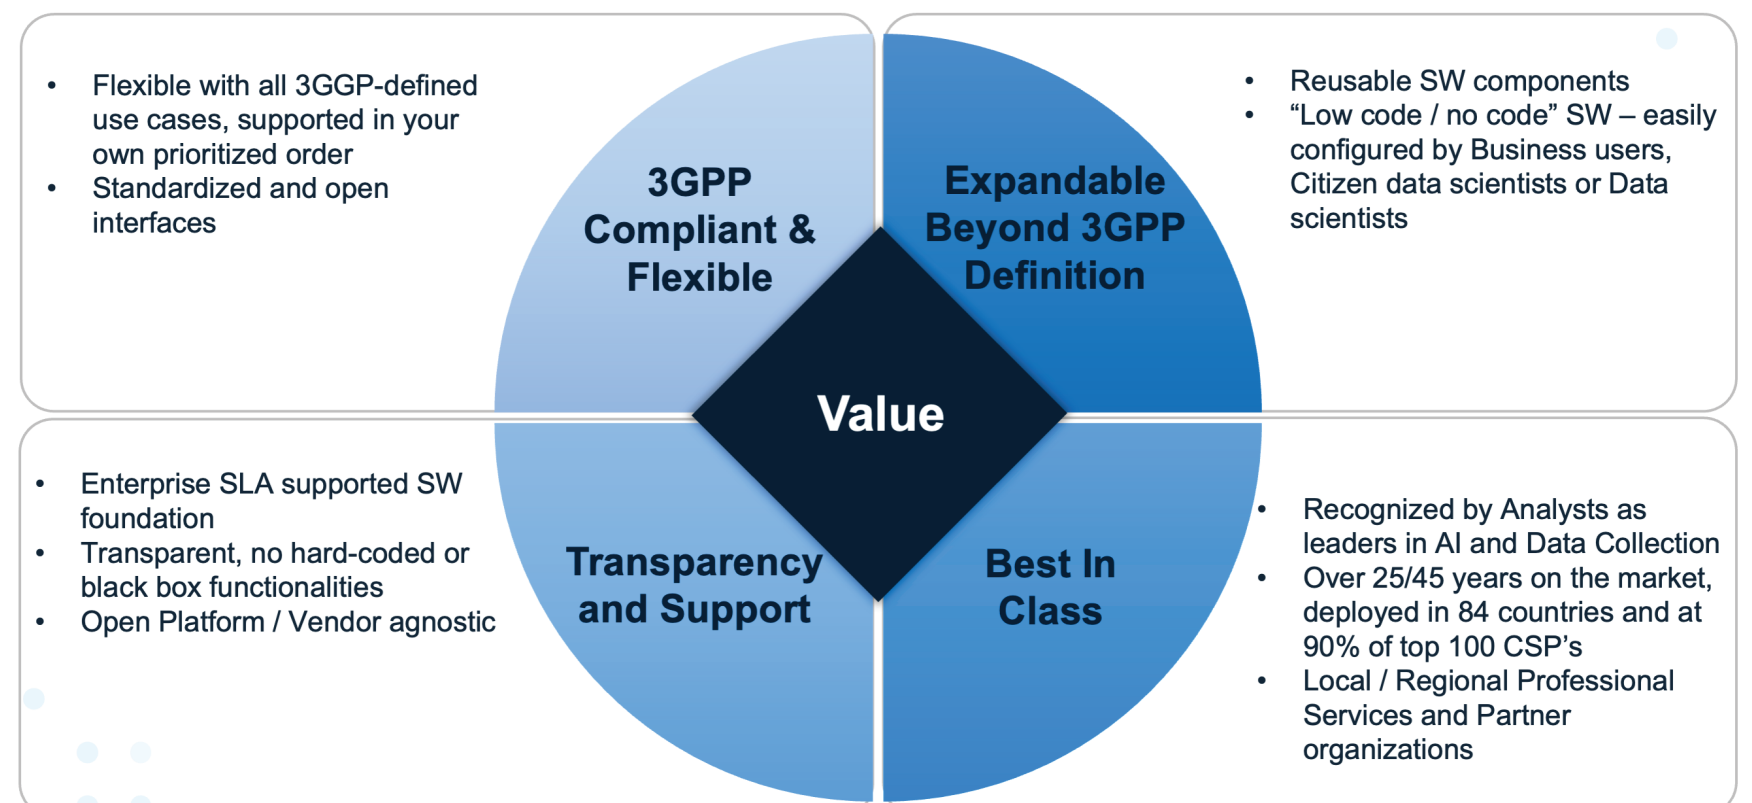 • Flexible with all 3GGP-defined
use cases, supported in your
own prioritized order
• Standardized and open
interfaces
3GPP
Compliant &
Flexible
Expandable
Beyond 3GPP
Definition
• Reusable SW components
• “Low code / no code” SW – easily
configured by Business users,
Citizen data scientists or Data
scientists
Value
• Enterprise SLA supported SW
foundation
• Transparent, no hard-coded or
black box functionalities
• Open Platform / Vendor agnostic
Transparency
and Support
Best In
Class
• Recognized by Analysts as
leaders in AI and Data Collection
• Over 25/45 years on the market,
deployed in 84 countries and at
90% of top 100 CSP’s
• Local / Regional Professional
Services and Partner
organizations